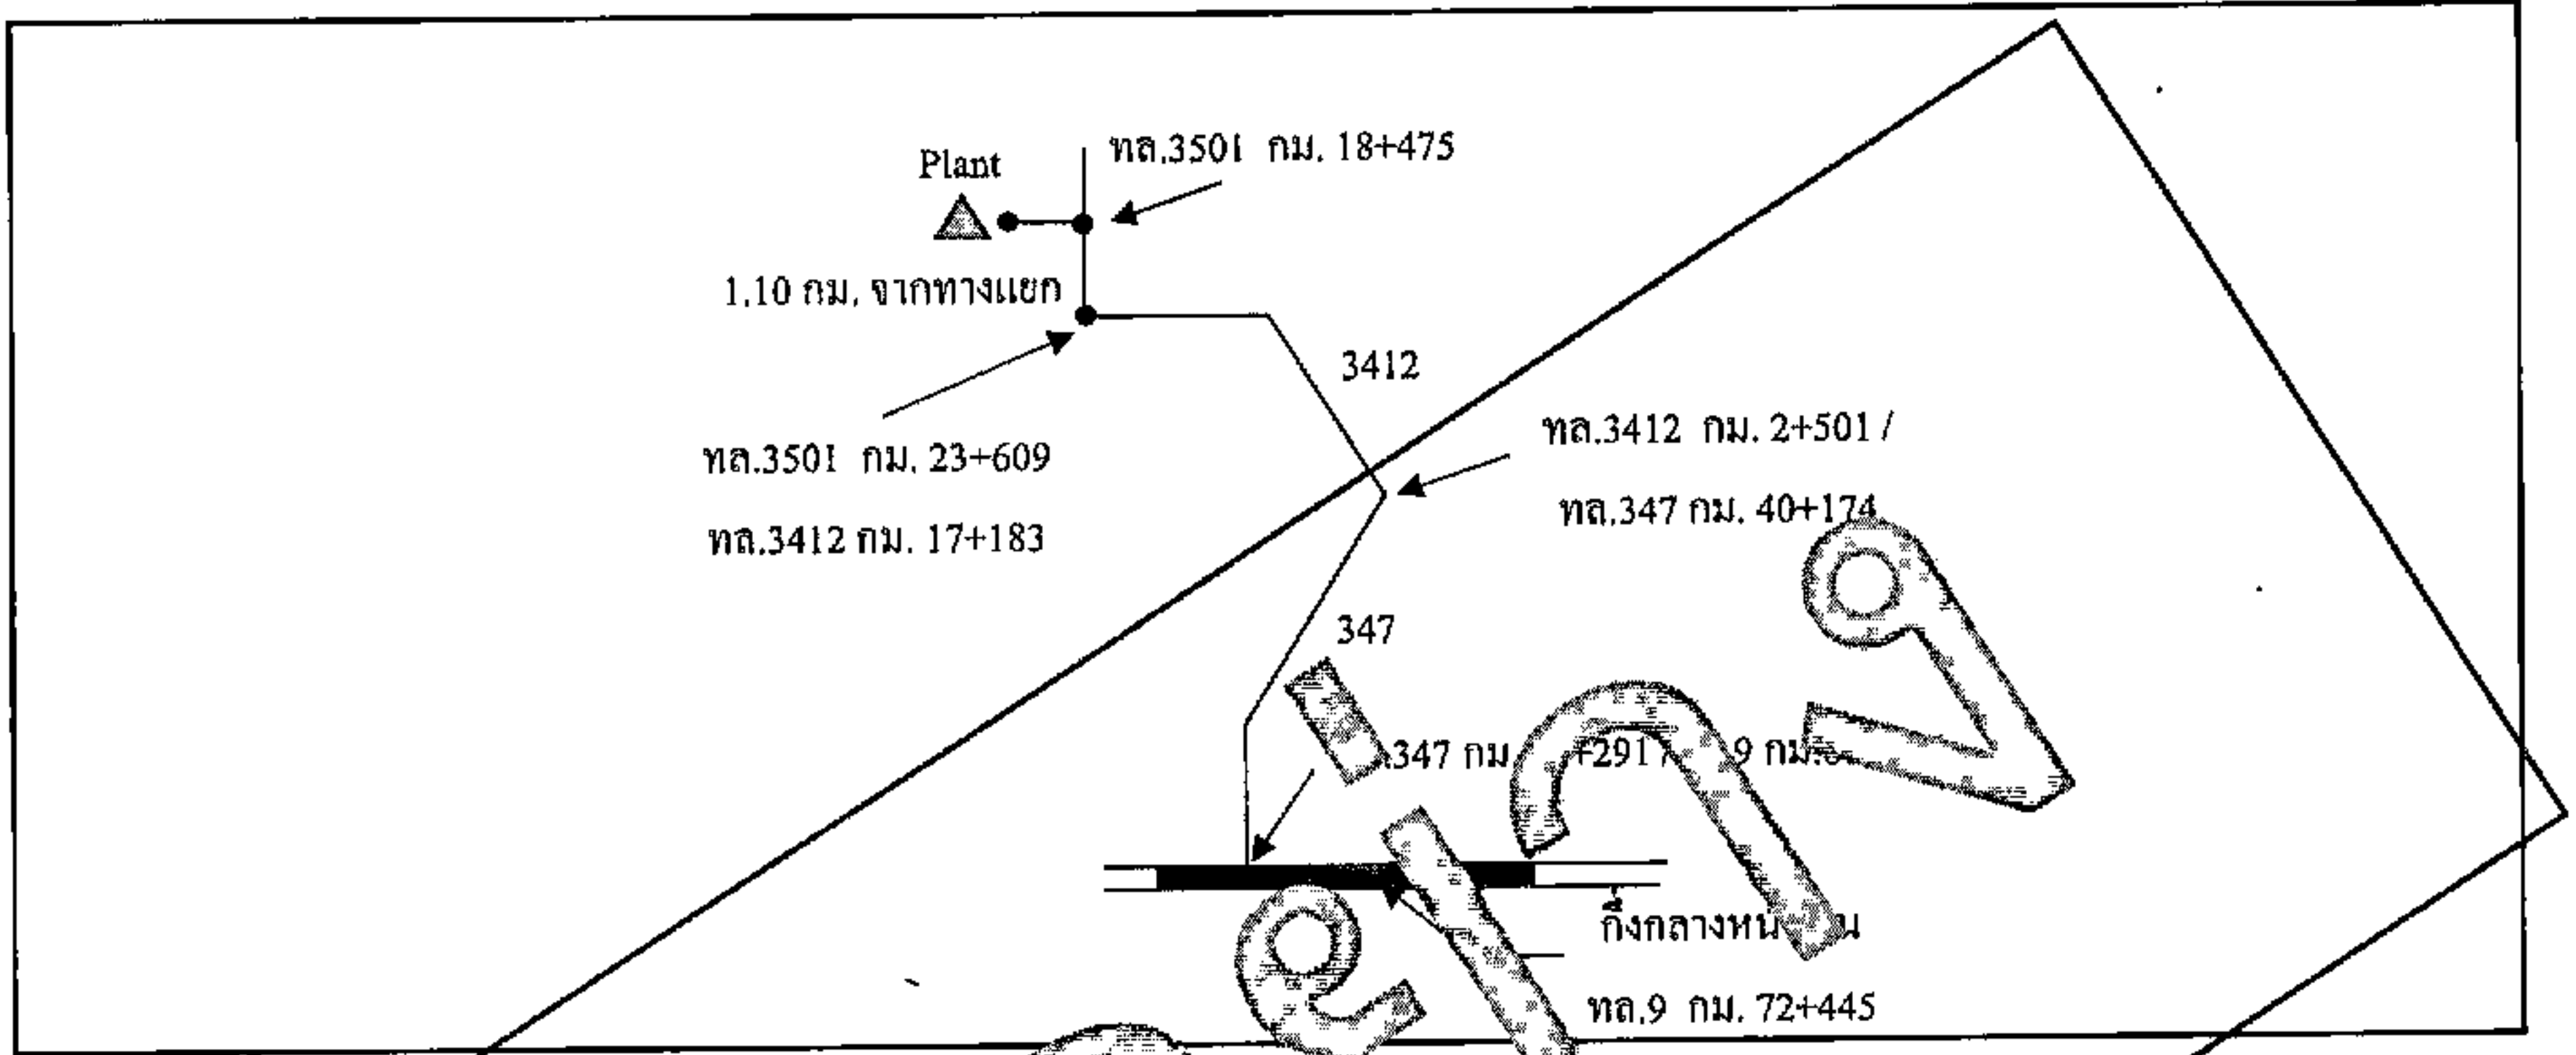 Plant
ทล.3501 กม. 18+475
1.10 กม. จากทางแยก
3412
ทล.3412 กม. 2+501 /
ทล.3501 กม. 23+609
ทล.347 กม. 40+174
ทล.3412 กม. 17+183
347
347 กม +291 9 กม.
กึ่งกลาง
ทล.9 กม. 72+445